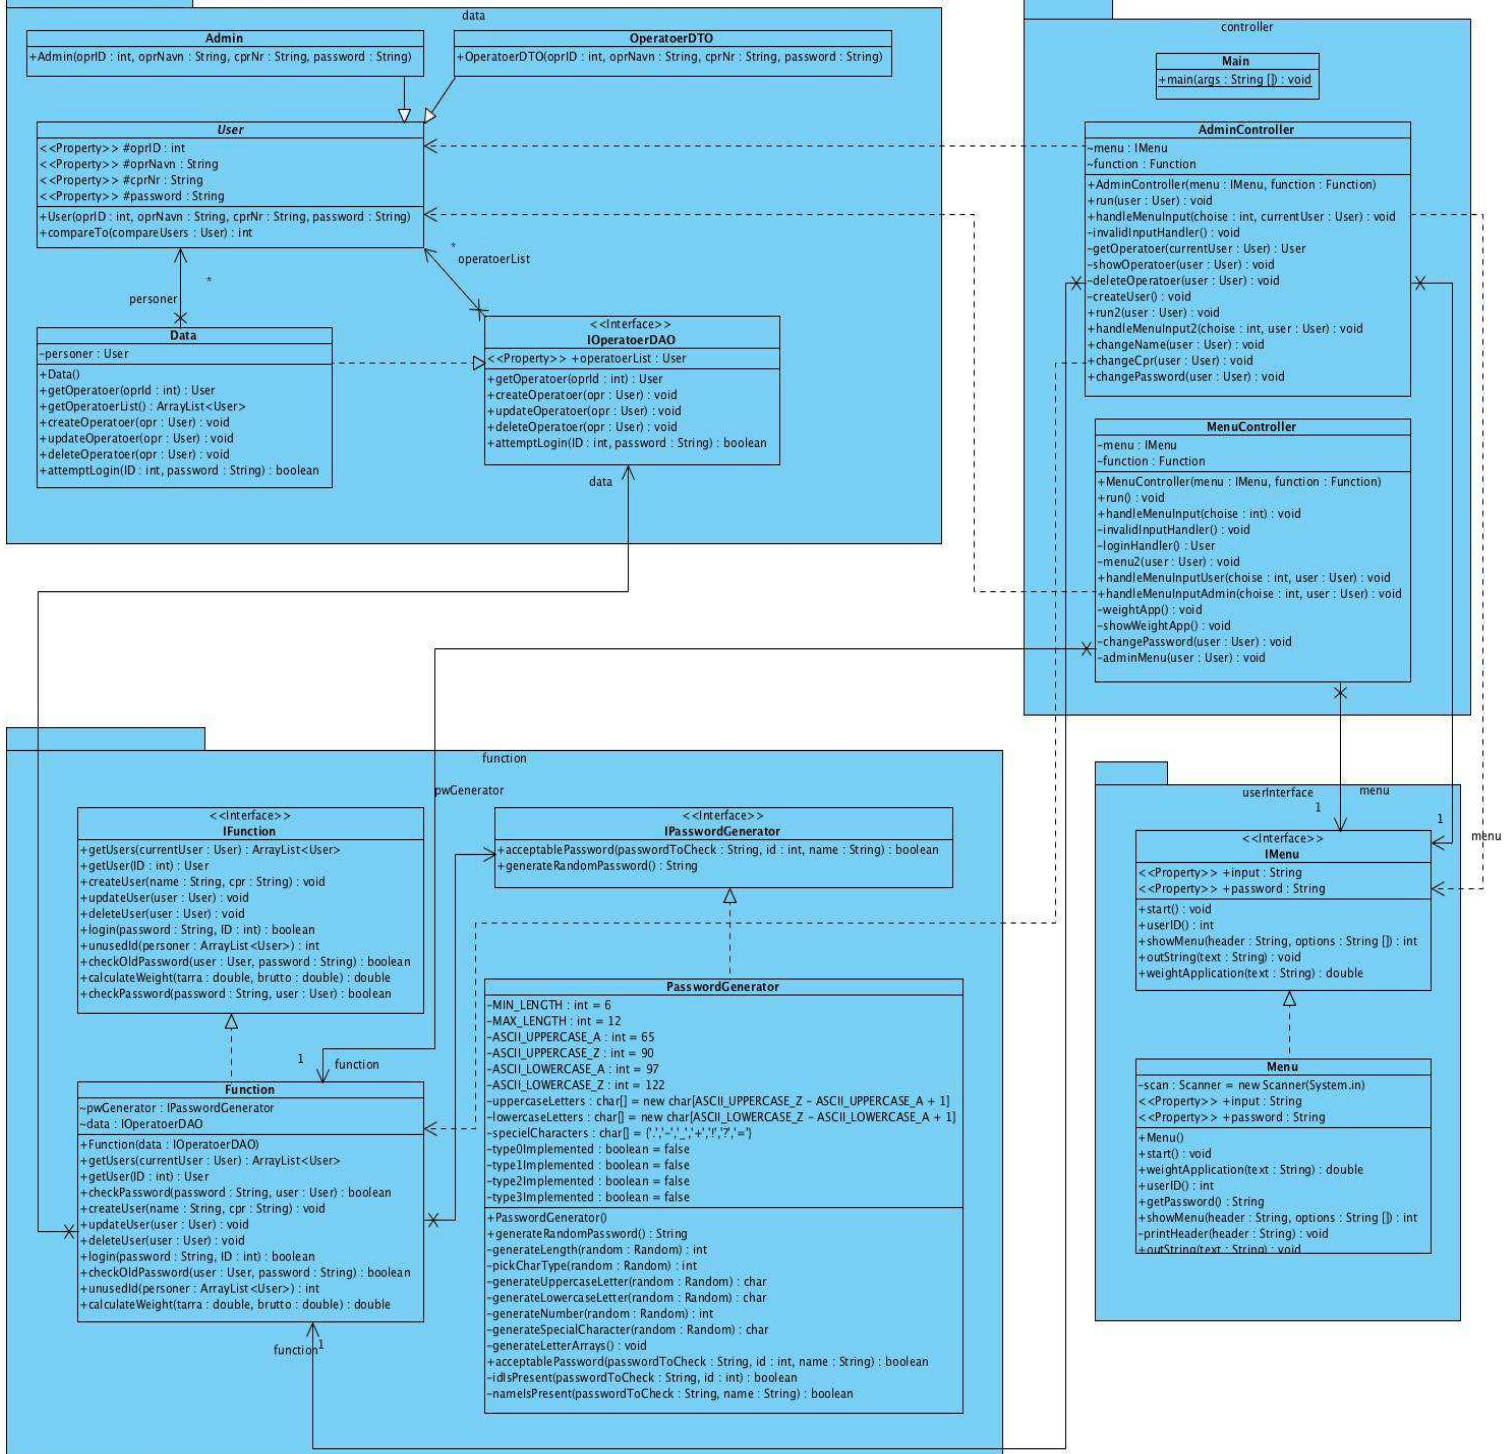 data
Admin
+Admin(oprID : int, oprNavn : String, cprNr : String, password : String)
OperatoerDTO
+OperatoerDTO(oprID : int, oprNavn : String, cprNr : String, password : String)
User
<<Property>> #oprID : int
<<Property>> #oprNavn : String
<<Property>> #cprNr : String
<<Property>> #password : String
+User(oprID : int, oprNavn : String, cprNr : String, password : String)
+compareTo(compareUsers : User) : int
*
personer
*
operatoerList
Data
-personer : User
+Data()
+getOperatoer(oprId : int) : User
+getOperatoerList() : ArrayList<User>
+createOperatoer(opr : User) : void
+updateOperatoer(opr : User) : void
+deleteOperatoer(opr : User) : void
+attemptLogin(ID : int, password : String) : boolean
<<Interface>>
IOperatoerDAO
<<Property>> +operatoerList : User
+getOperatoer(oprId : int) : User
+createOperatoer(opr : User) : void
+updateOperatoer(opr : User) : void
+deleteOperatoer(opr : User) : void
+attemptLogin(ID : int, password : String) : boolean
data
controller
Main
+main(args : String []) : void
AdminController
~menu : IMenu
~function : Function
+AdminController(menu : IMenu, function : Function)
+run(user : User) : void
+handleMenuInput(choise : int, currentUser : User) : void
-invalidInputHandler() : void
-getOperatoer(currentUser : User) : User
-showOperatoer(user : User) : void
-deleteOperatoer(user : User) : void
-createUser() : void
+run2(user : User) : void
+handleMenuInput2(choise : int, user : User) : void
+changeName(user : User) : void
+changeCpr(user : User) : void
+changePassword(user : User) : void
MenuController
-menu : IMenu
-function : Function
+MenuController(menu : IMenu, function : Function)
+run() : void
+handleMenuInput(choise : int) : void
-invalidInputHandler() : void
-loginHandler() : User
-menu2(user : User) : void
+handleMenuInputUser(choise : int, user : User) : void
+handleMenuInputAdmin(choise : int, user : User) : void
-weightApp() : void
-showWeightApp() : void
-changePassword(user : User) : void
-adminMenu(user : User) : void
function
pwGenerator
<<Interface>>
IFunction
+getUsers(currentUser : User) : ArrayList<User>
+getUser(ID : int) : User
+createUser(name : String, cpr : String) : void
+updateUser(user : User) : void
+deleteUser(user : User) : void
+login(password : String, ID : int) : boolean
+unusedId(personer : ArrayList<User>) : int
+checkOldPassword(user : User, password : String) : boolean
+calculateWeight(tarra : double, brutto : double) : double
+checkPassword(password : String, user : User) : boolean
<<Interface>>
IPasswordGenerator
+acceptablePassword(passwordToCheck : String, id : int, name : String) : boolean
+generateRandomPassword() : String
1
function
Function
~pwGenerator : IPasswordGenerator
~data : IOperatoerDAO
+Function(data : IOperatoerDAO)
+getUsers(currentUser : User) : ArrayList<User>
+getUser(ID : int) : User
+checkPassword(password : String, user : User) : boolean
+createUser(name : String, cpr : String) : void
+updateUser(user : User) : void
+deleteUser(user : User) : void
+login(password : String, ID : int) : boolean
+checkOldPassword(user : User, password : String) : boolean
+unusedId(personer : ArrayList<User>) : int
+calculateWeight(tarra : double, brutto : double) : double
function
1
PasswordGenerator
-MIN_LENGTH : int = 6
-MAX_LENGTH : int = 12
-ASCII_UPPERCASE_A : int = 65
-ASCII_UPPERCASE_Z : int = 90
-ASCII_LOWERCASE_A : int = 97
-ASCII_LOWERCASE_Z : int = 122
-uppercaseLetters : char[] = new char[ASCII_UPPERCASE_Z - ASCII_UPPERCASE_A + 1]
-lowercaseLetters : char[] = new char[ASCII_LOWERCASE_Z - ASCII_LOWERCASE_A + 1]
-specielCharacters : char[] = {'.','-','_','+','!','?','='}
-type0Implemented : boolean = false
-type1Implemented : boolean = false
-type2Implemented : boolean = false
-type3Implemented : boolean = false
+PasswordGenerator()
+generateRandomPassword() : String
-generateLength(random : Random) : int
-pickCharType(random : Random) : int
-generateUppercaseLetter(random : Random) : char
-generateLowercaseLetter(random : Random) : char
-generateNumber(random : Random) : int
-generateSpecialCharacter(random : Random) : char
-generateLetterArrays() : void
+acceptablePassword(passwordToCheck : String, id : int, name : String) : boolean
-idIsPresent(passwordToCheck : String, id : int) : boolean
-nameIsPresent(passwordToCheck : String, name : String) : boolean
userInterface
menu
1
1
menu
<<Interface>>
IMenu
<<Property>> +input : String
<<Property>> +password : String
+start() : void
+userID() : int
+showMenu(header : String, options : String []) : int
+outString(text : String) : void
+weightApplication(text : String) : double
Menu
-scan : Scanner = new Scanner(System.in)
<<Property>> +input : String
<<Property>> +password : String
+Menu()
+start() : void
+weightApplication(text : String) : double
+userID() : int
+getPassword() : String
+showMenu(header : String, options : String []) : int
-printHeader(header : String) : void
+outString(text : String) : void